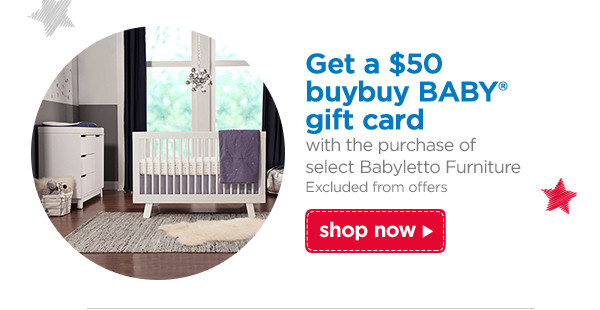 Get a $50
buybuy BABY®
gift card
with the purchase of
select Babyletto Furniture
Excluded from offers
shop now ▶